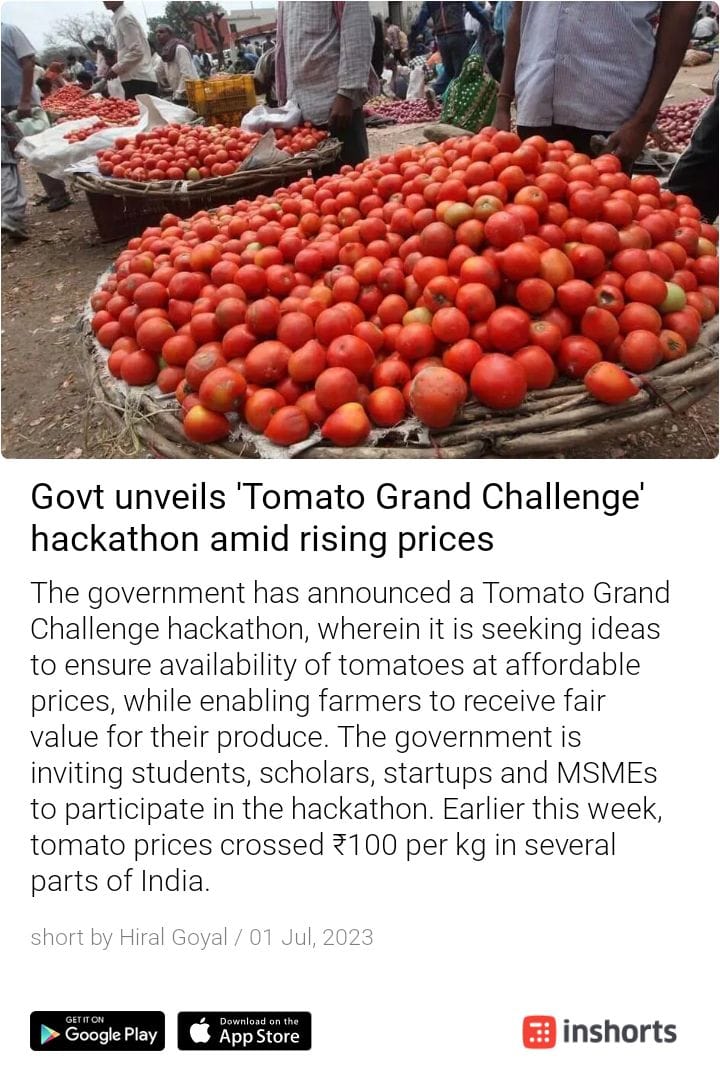 Govt unveils 'Tomato Grand Challenge'
hackathon amid rising prices
The government has announced a Tomato Grand
Challenge hackathon, wherein it is seeking ideas
to ensure availability of tomatoes at affordable
prices, while enabling farmers to receive fair
value for their produce. The government is
inviting students, scholars, startups and MSMEs
to participate in the hackathon. Earlier this week,
tomato prices crossed ₹100 per kg in several
parts of India.
short by Hiral Goyal / 01 Jul, 2023
GET IT ON
Google Play
Download on the
App Store
inshorts